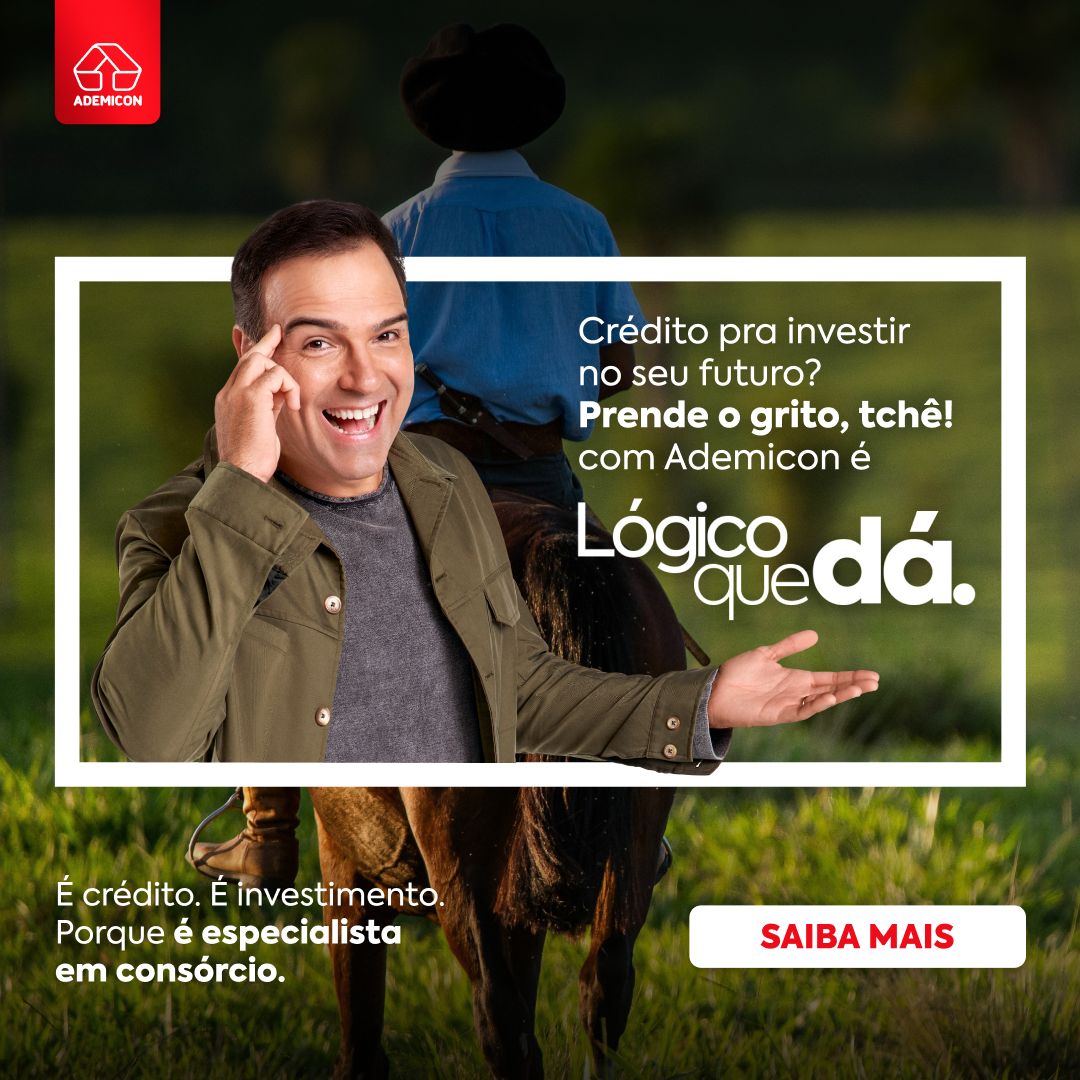 ADEMICON
Crédito pra investir
no seu futuro?
Prende o grito, tchê!
com Ademicon é
Lógico
que dá.
É crédito. É investimento.
Porque é especialista
em consórcio.
SAIBA MAIS